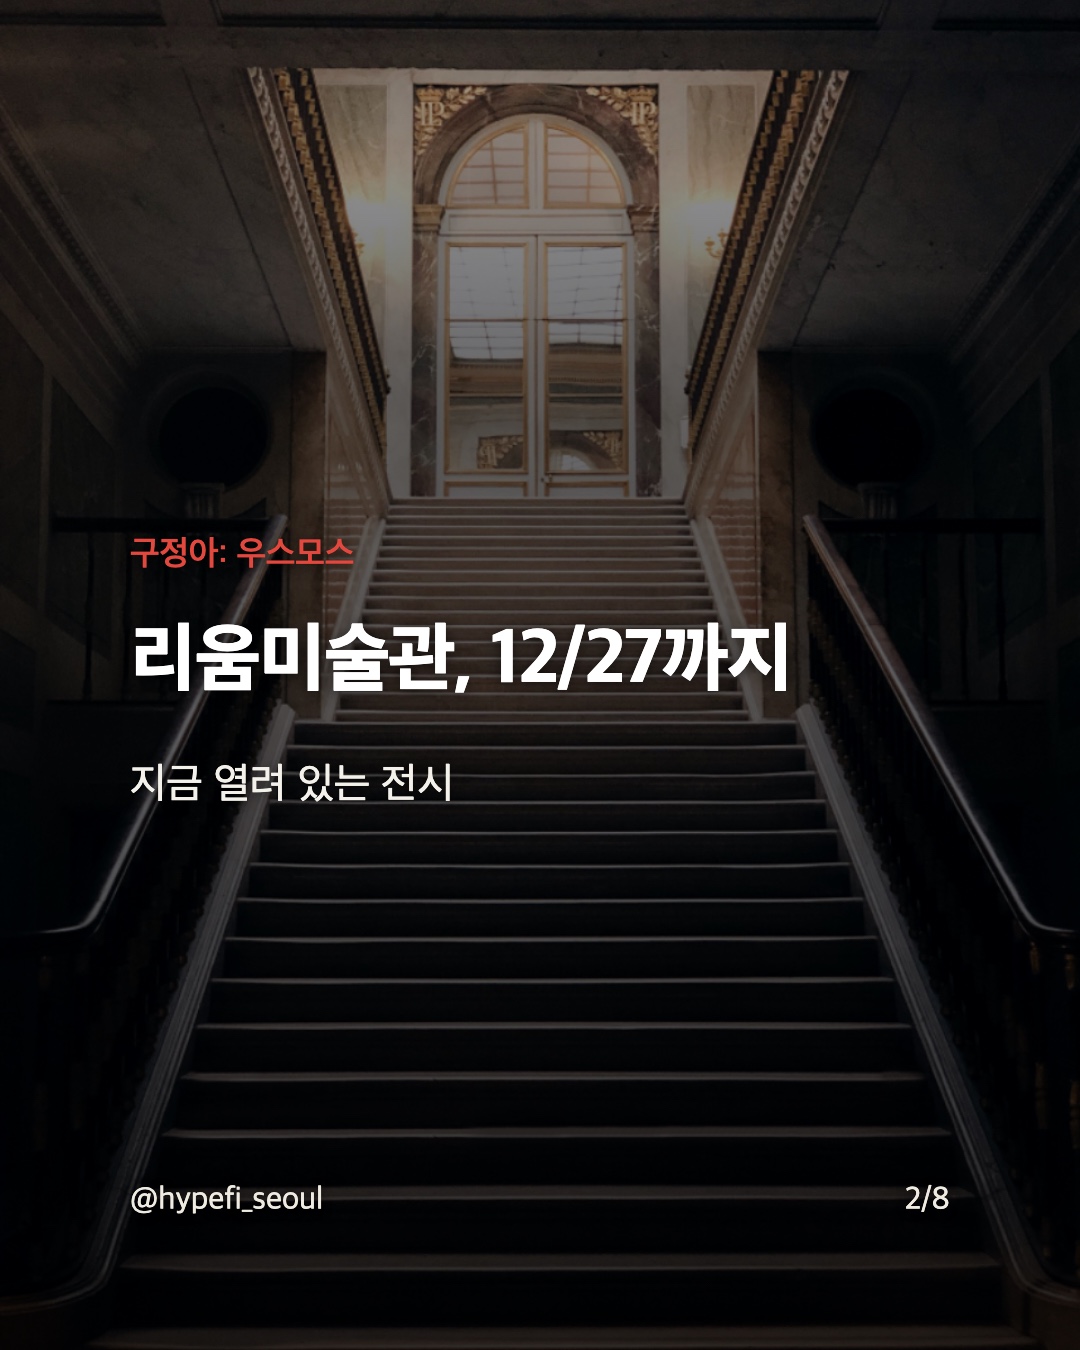 구정아: 우스모스
리움미술관, 12/27까지
지금 열려 있는 전시
@hypefi_seoul
2/8